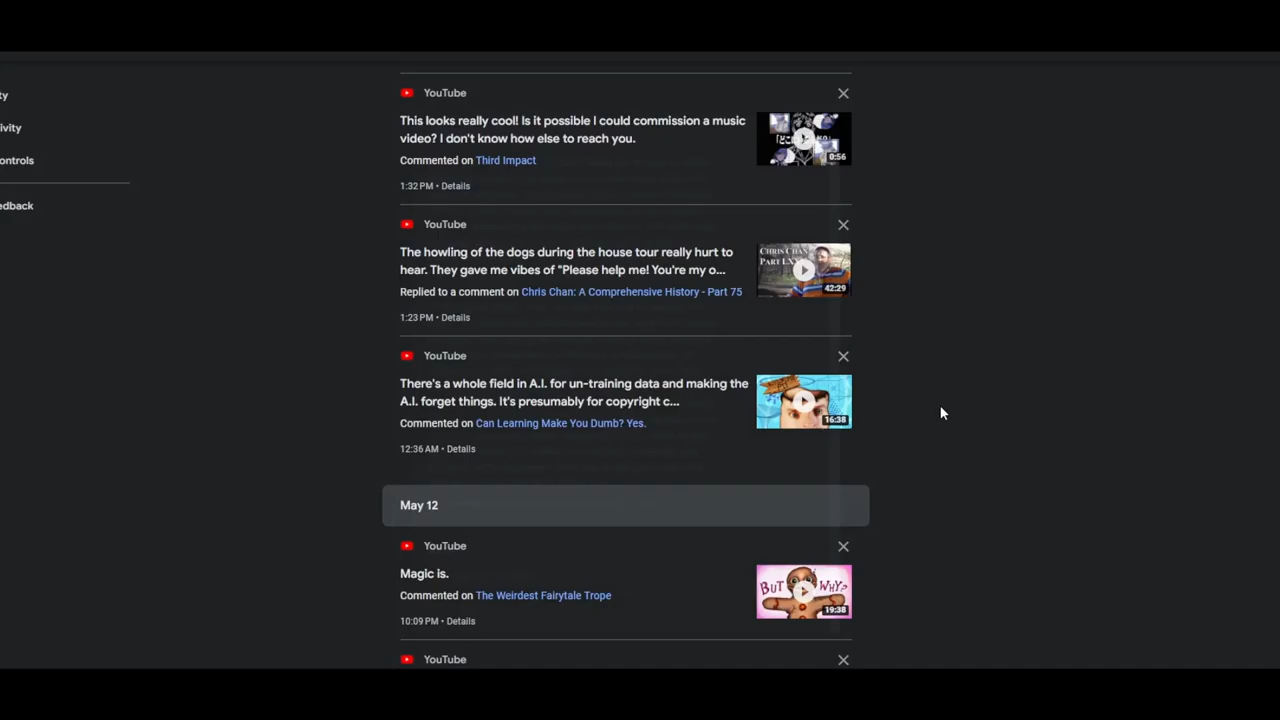 ty
ivity
ontrols
edback
YouTube
This looks really cool! Is it possible I could commission a music
video? I don't know how else to reach you.
Commented on Third Impact
1:32 PM • Details
0:56
YouTube
The howling of the dogs during the house tour really hurt to
hear. They gave me vibes of "Please help me! You're my o...
Replied to a comment on Chris Chan: A Comprehensive History - Part 75
1:23 PM • Details
CHRIS CHAN
PART LXXV
42:29
YouTube
There's a whole field in A.I. for un-training data and making the
A.I. forget things. It's presumably for copyright c...
Commented on Can Learning Make You Dumb? Yes.
12:36 AM • Details
16:38
May 12
YouTube
Magic is.
Commented on The Weirdest Fairytale Trope
10:09 PM • Details
BUT WHY?
19:38
YouTube